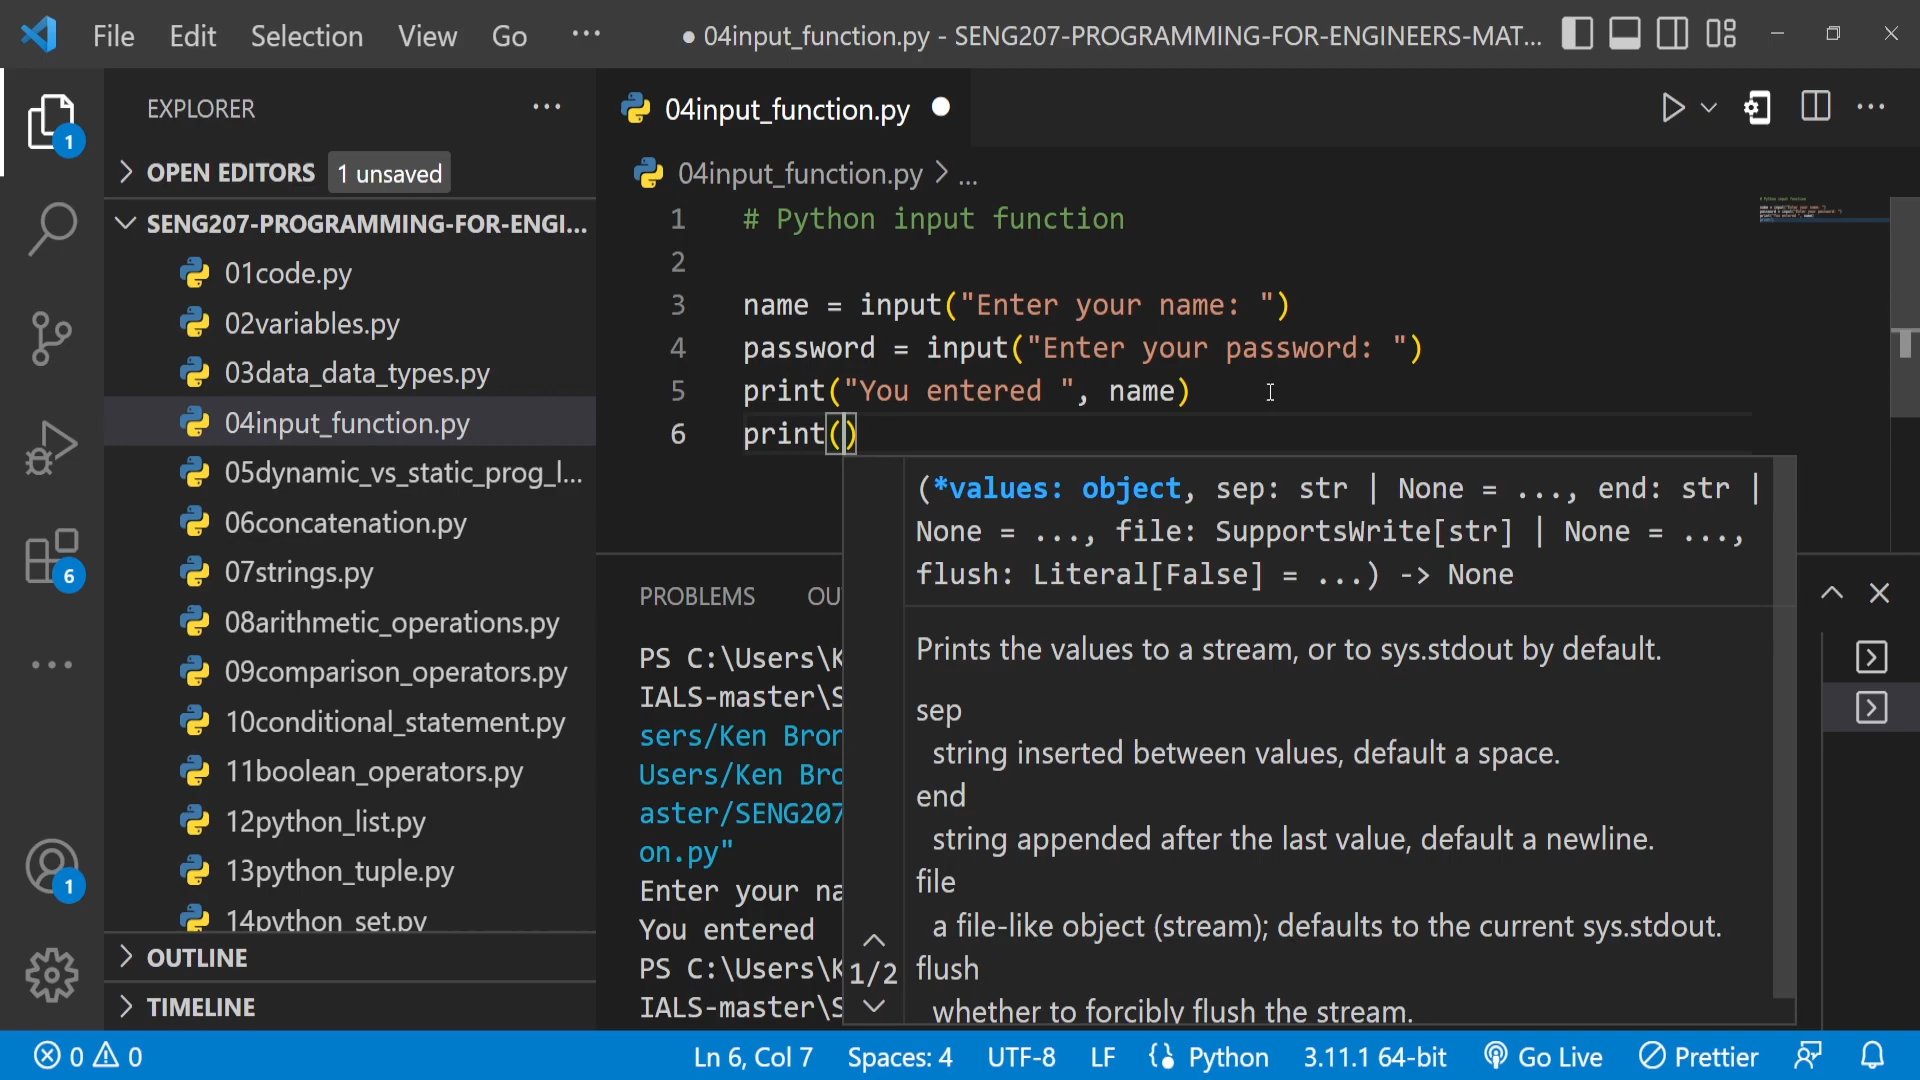 File Edit Selection View Go ··· ● 04input_function.py - SENG207-PROGRAMMING-FOR-ENGINEERS-MAT...
EXPLORER ···
1
OPEN EDITORS 1 unsaved
SENG207-PROGRAMMING-FOR-ENGI...
01code.py
02variables.py
03data_data_types.py
04input_function.py
05dynamic_vs_static_prog_l...
06concatenation.py
6
07strings.py
08arithmetic_operations.py
09comparison_operators.py
10conditional_statement.py
11boolean_operators.py
12python_list.py
13python_tuple.py
1
14python_set.py
OUTLINE
TIMELINE
04input_function.py ●
04input_function.py > ...
1 # Python input function
2
3 name = input("Enter your name: ")
4 password = input("Enter your password: ")
5 print("You entered ", name)
6 print()
(*values: object, sep: str | None = ..., end: str |
None = ..., file: SupportsWrite[str] | None = ...,
flush: Literal[False] = ...) -> None
Prints the values to a stream, or to sys.stdout by default.
sep
string inserted between values, default a space.
end
string appended after the last value, default a newline.
file
a file-like object (stream); defaults to the current sys.stdout.
flush
whether to forcibly flush the stream.
1/2
PROBLEMS OU
PS C:\Users\K
IALS-master\S
sers/Ken Bron
Users/Ken Bro
aster/SENG207
on.py"
Enter your na
You entered
PS C:\Users\K
IALS-master\S
0 0 Ln 6, Col 7 Spaces: 4 UTF-8 LF Python 3.11.1 64-bit Go Live Prettier